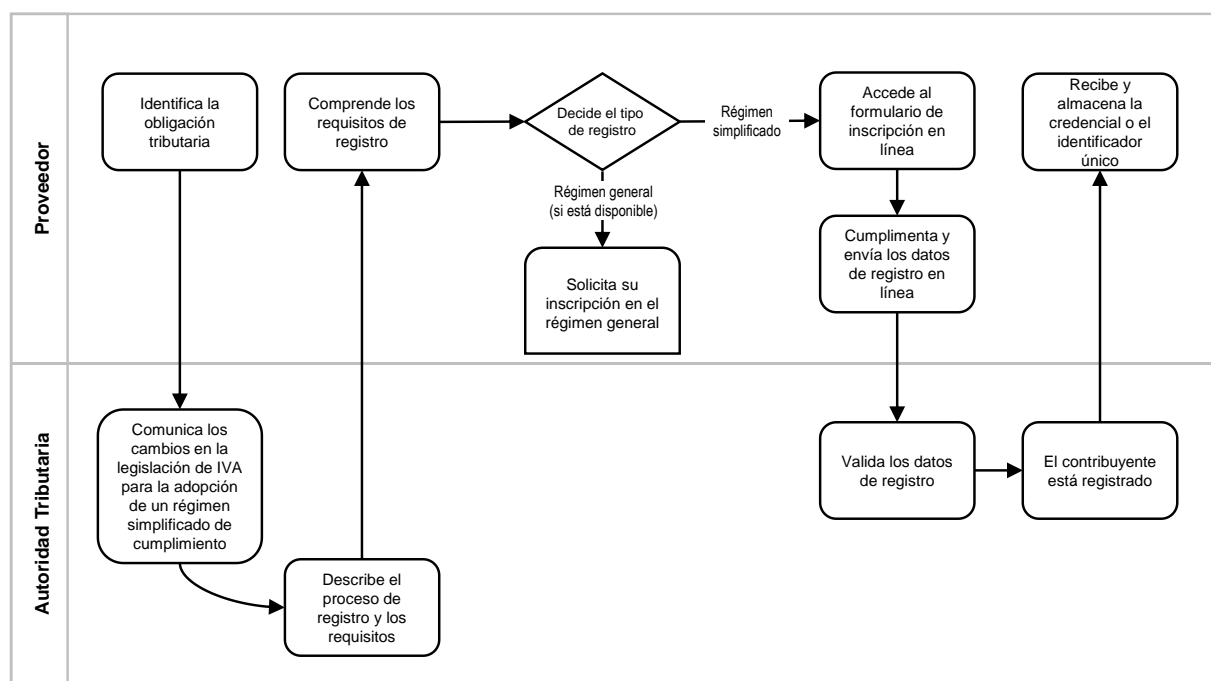 Proveedor
Identifica la
obligación
tributaria
Comprende los
requisitos de
registro
Decide el tipo
de registro
Régimen
simplificado
Accede al
formulario de
inscripción en
línea
Recibe y
almacena la
credencial o el
identificador
único
Régimen general
(si está disponible)
Cumplimenta y
envía los datos
de registro en
línea
Solicita su
inscripción en el
régimen general
Autoridad Tributaria
Comunica los
cambios en la
legislación de IVA
para la adopción
de un régimen
simplificado de
cumplimiento
Describe el
proceso de
registro y los
requisitos
Valida los datos
de registro
El contribuyente
está registrado